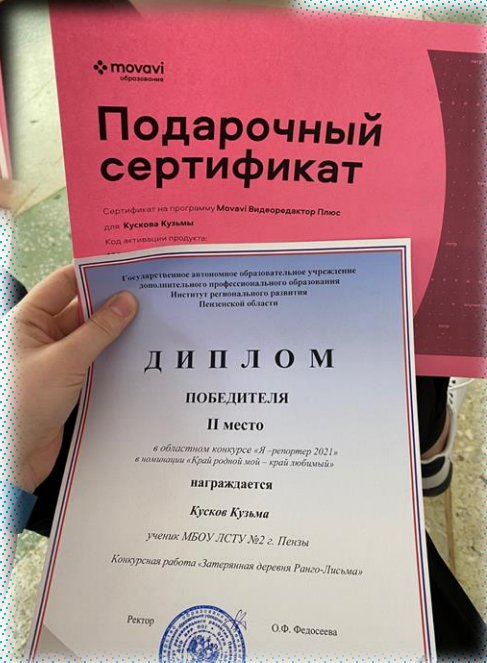 movavi
образование
Подарочный
сертификат
Сертификат на программу Movavi Видеоредактор Плюс
для Кускова Кузьмы
Код активации продукта:
Государственное автономное образовательное учреждение
дополнительного профессионального образования
Институт регионального развития
Пензенской области
ДИПЛОМ
ПОБЕДИТЕЛЯ
II место
в областном конкурсе «Я –репортер 2021»
в номинации «Край родной мой – край любимый»
награждается
Кусков Кузьма
ученик МБОУ ЛСТУ №2 г. Пензы
Конкурсная работа «Затерянная деревня Ранго-Лисьма»
Ректор
О.Ф. Федосеева